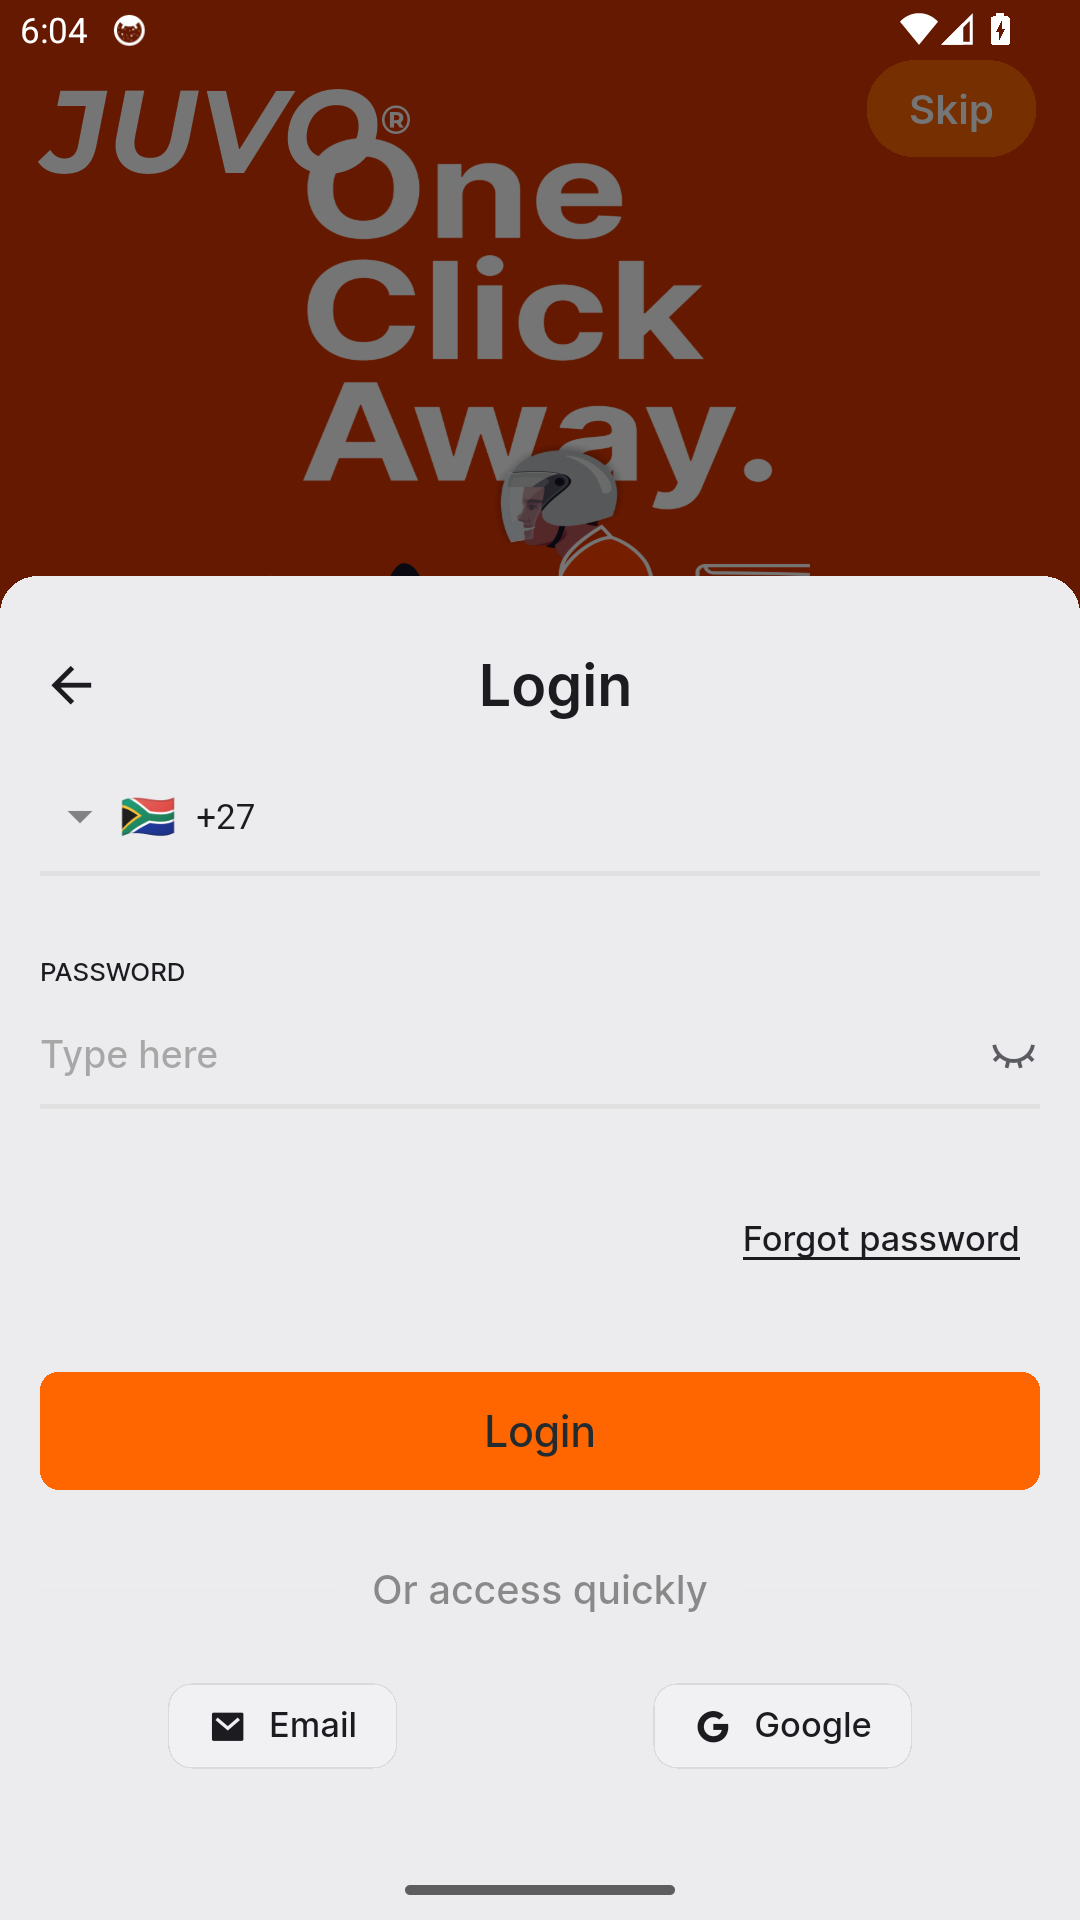 6:04
JUVO®
Skip
One
Click
Away.
Login
+27
PASSWORD
Type here
Forgot password
Login
Or access quickly
Email
Google